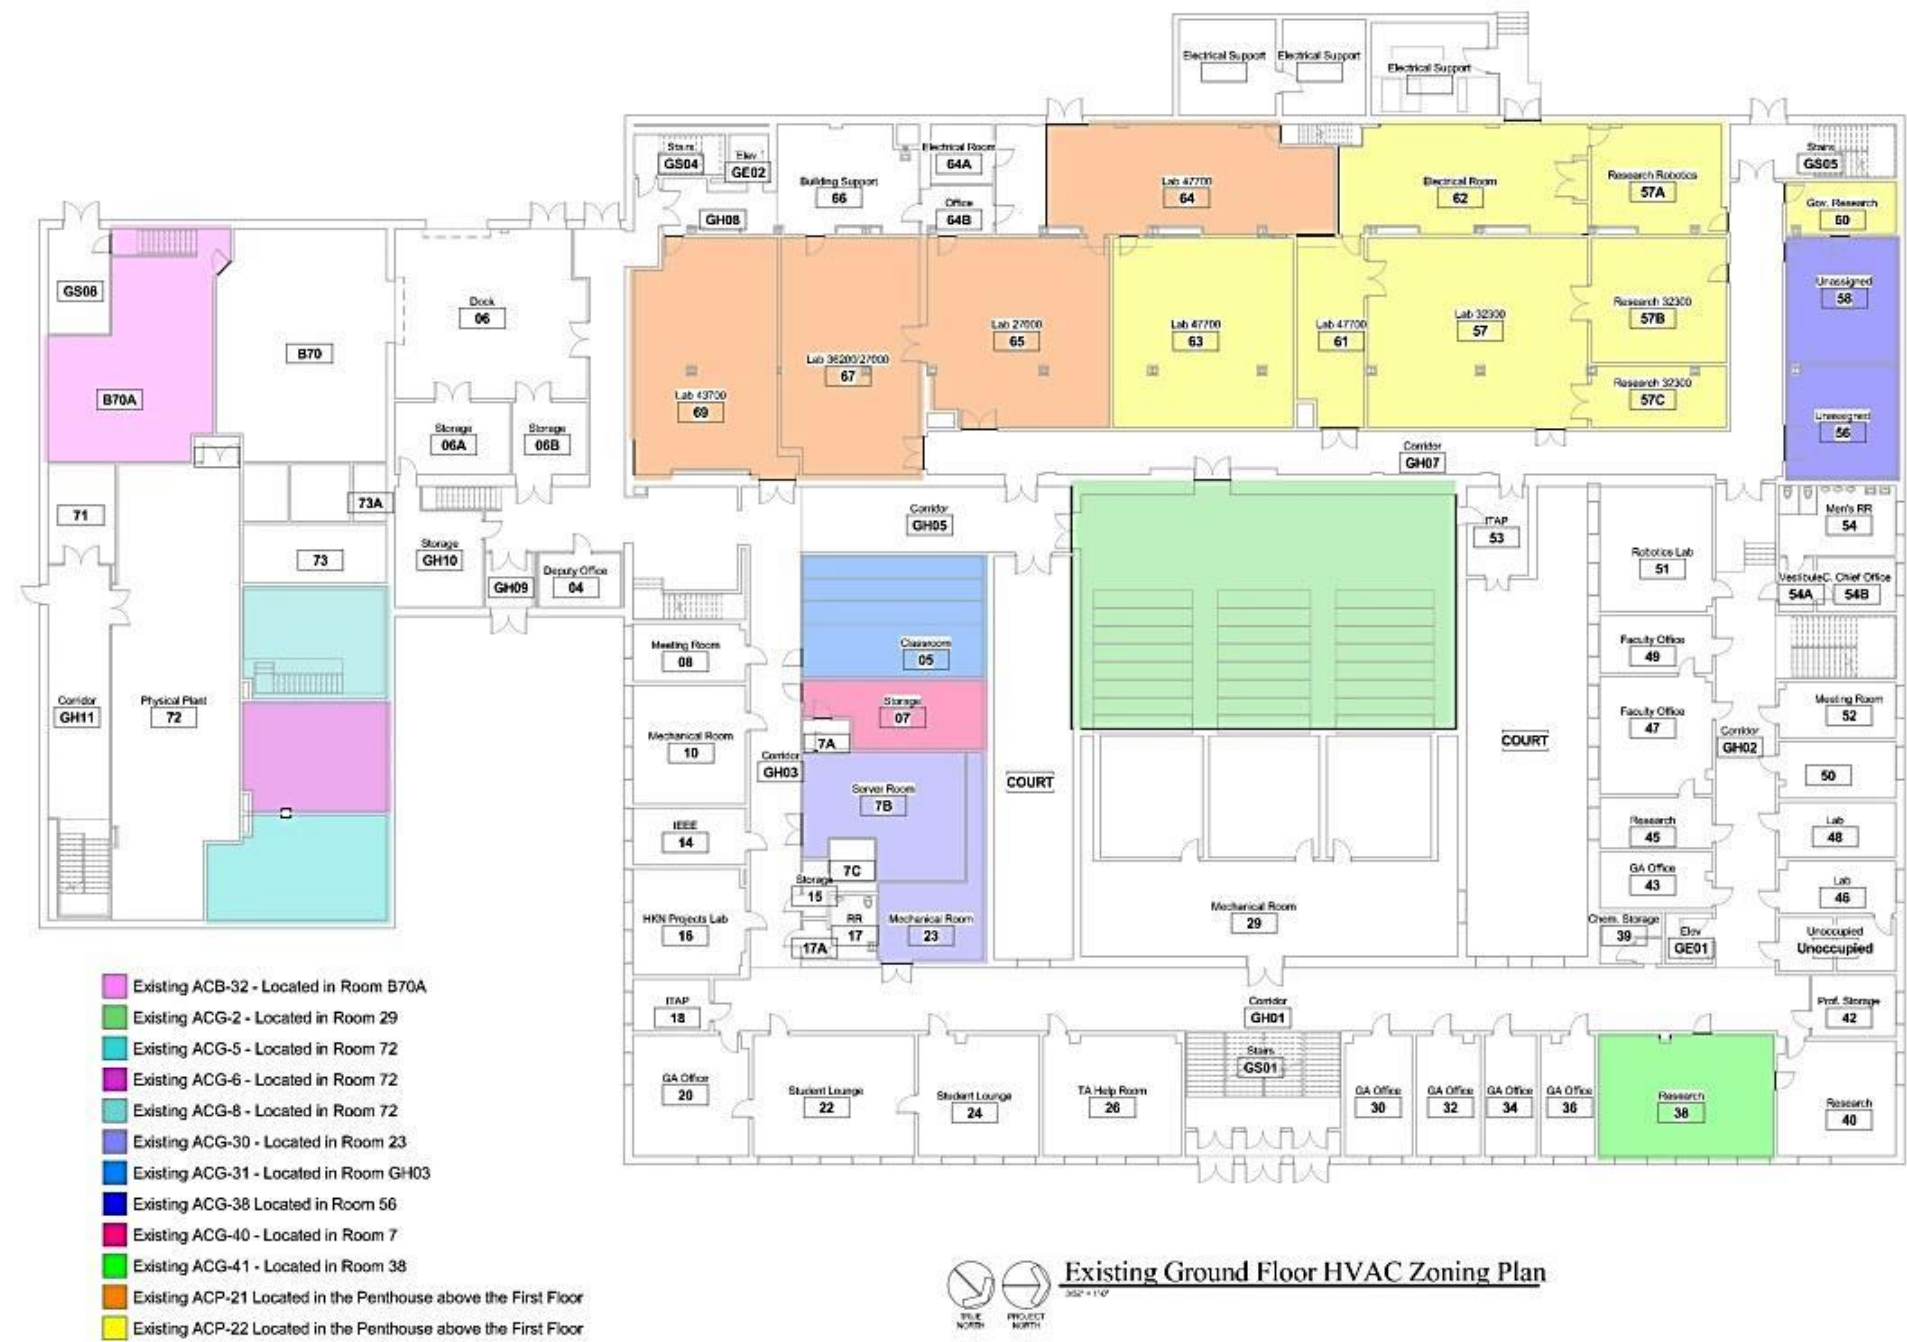 Electrical Support
Electrical Support
Electrical Support
Stairs
GS04
Elev
GE02
Building Support
66
Electrical Room
64A
Office
64B
Lab 47700
64
Electrical Room
62
Research Robotics
57A
Stairs
GS05
Gov. Research
60
GH08
GS06
B70A
B70
Dock
06
Lab 43700
69
Lab 36200/27000
67
Lab 27000
65
Lab 47700
63
Lab 47700
61
Lab 32300
57
Research 32300
57B
Research 32300
57C
Unassigned
58
Unassigned
56
Storage
06A
Storage
06B
Corridor
GH07
71
73A
73
Storage
GH10
GH09
Deputy Office
04
Corridor
GH05
ITAP
53
Robotics Lab
51
Men's RR
54
Vestibule
54A
C. Chief Office
54B
Meeting Room
08
Classroom
05
Faculty Office
49
Corridor
GH11
Physical Plant
72
Mechanical Room
10
Corridor
GH03
Storage
07
7A
Server Room
7B
COURT
COURT
Faculty Office
47
Corridor
GH02
Meeting Room
52
50
IEEE
14
7C
Storage
15
Research
45
Lab
48
GA Office
43
Lab
46
HKN Projects Lab
16
RR
17
17A
Mechanical Room
23
Mechanical Room
29
Chem. Storage
39
Elev
GE01
Unoccupied
Unoccupied
ITAP
18
Corridor
GH01
Prof. Storage
42
GA Office
20
Student Lounge
22
Student Lounge
24
TA Help Room
26
Stairs
GS01
GA Office
30
GA Office
32
GA Office
34
GA Office
36
Research
38
Research
40
Existing ACB-32 - Located in Room B70A
Existing ACG-2 - Located in Room 29
Existing ACG-5 - Located in Room 72
Existing ACG-6 - Located in Room 72
Existing ACG-8 - Located in Room 72
Existing ACG-30 - Located in Room 23
Existing ACG-31 - Located in Room GH03
Existing ACG-38 Located in Room 56
Existing ACG-40 - Located in Room 7
Existing ACG-41 - Located in Room 38
Existing ACP-21 Located in the Penthouse above the First Floor
Existing ACP-22 Located in the Penthouse above the First Floor
TRUE
NORTH
PROJECT
NORTH
Existing Ground Floor HVAC Zoning Plan